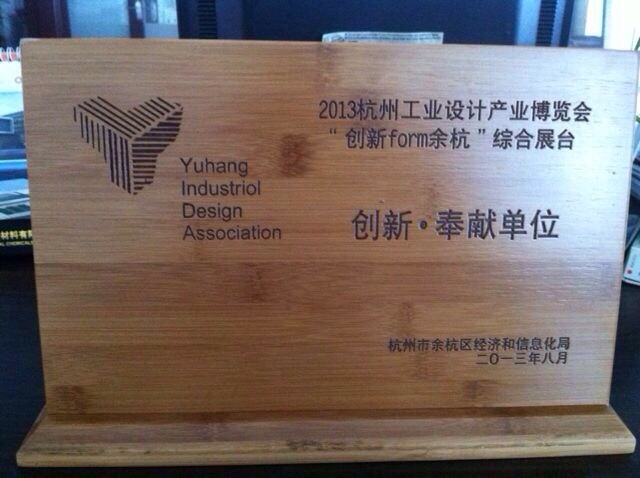 2013杭州工业设计产业博览会
“创新form余杭”综合展台
Yuhang
Industriol
Design
Association
创新·奉献单位
杭州市余杭区经济和信息化局
二〇一三年八月
材料有